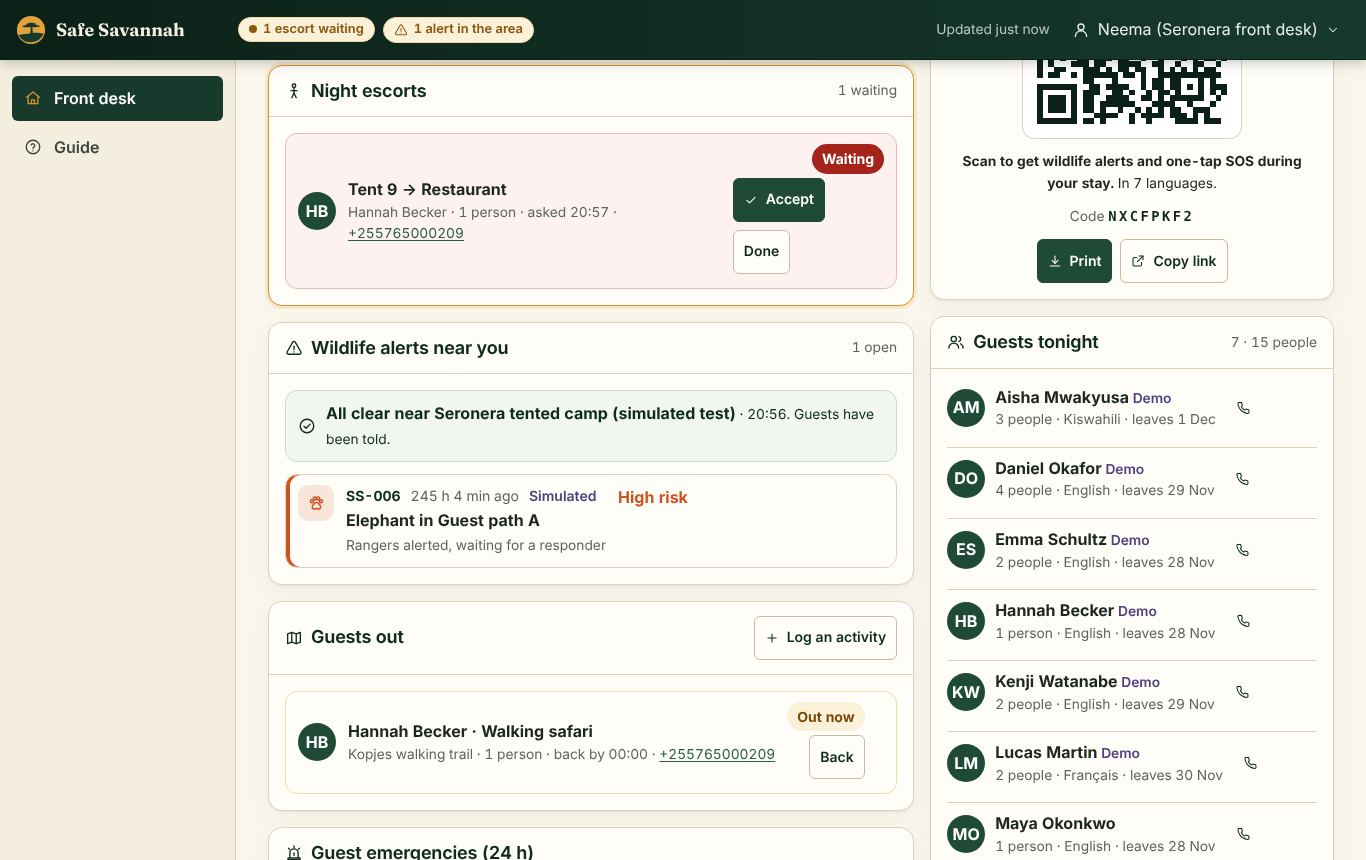 Safe Savannah
1 escort waiting
1 alert in the area
Updated just now
Neema (Seronera front desk)
Front desk
Guide
Night escorts
1 waiting
Waiting
HB
Tent 9 → Restaurant
Hannah Becker · 1 person · asked 20:57 ·
+255765000209
Accept
Done
Wildlife alerts near you
1 open
All clear near Seronera tented camp (simulated test) · 20:56. Guests have
been told.
SS-006 245 h 4 min ago Simulated High risk
Elephant in Guest path A
Rangers alerted, waiting for a responder
Guests out
Log an activity
HB
Hannah Becker · Walking safari
Kopjes walking trail · 1 person · back by 00:00 · +255765000209
Out now
Back
Guest emergencies (24 h)
Scan to get wildlife alerts and one-tap SOS during
your stay. In 7 languages.
Code NXCFPKF2
Print
Copy link
Guests tonight
7 · 15 people
AM
Aisha Mwakyusa Demo
3 people · Kiswahili · leaves 1 Dec
DO
Daniel Okafor Demo
4 people · English · leaves 29 Nov
ES
Emma Schultz Demo
2 people · English · leaves 28 Nov
HB
Hannah Becker Demo
1 person · English · leaves 28 Nov
KW
Kenji Watanabe Demo
2 people · English · leaves 29 Nov
LM
Lucas Martin Demo
2 people · Français · leaves 30 Nov
MO
Maya Okonkwo
1 person · English · leaves 28 Nov